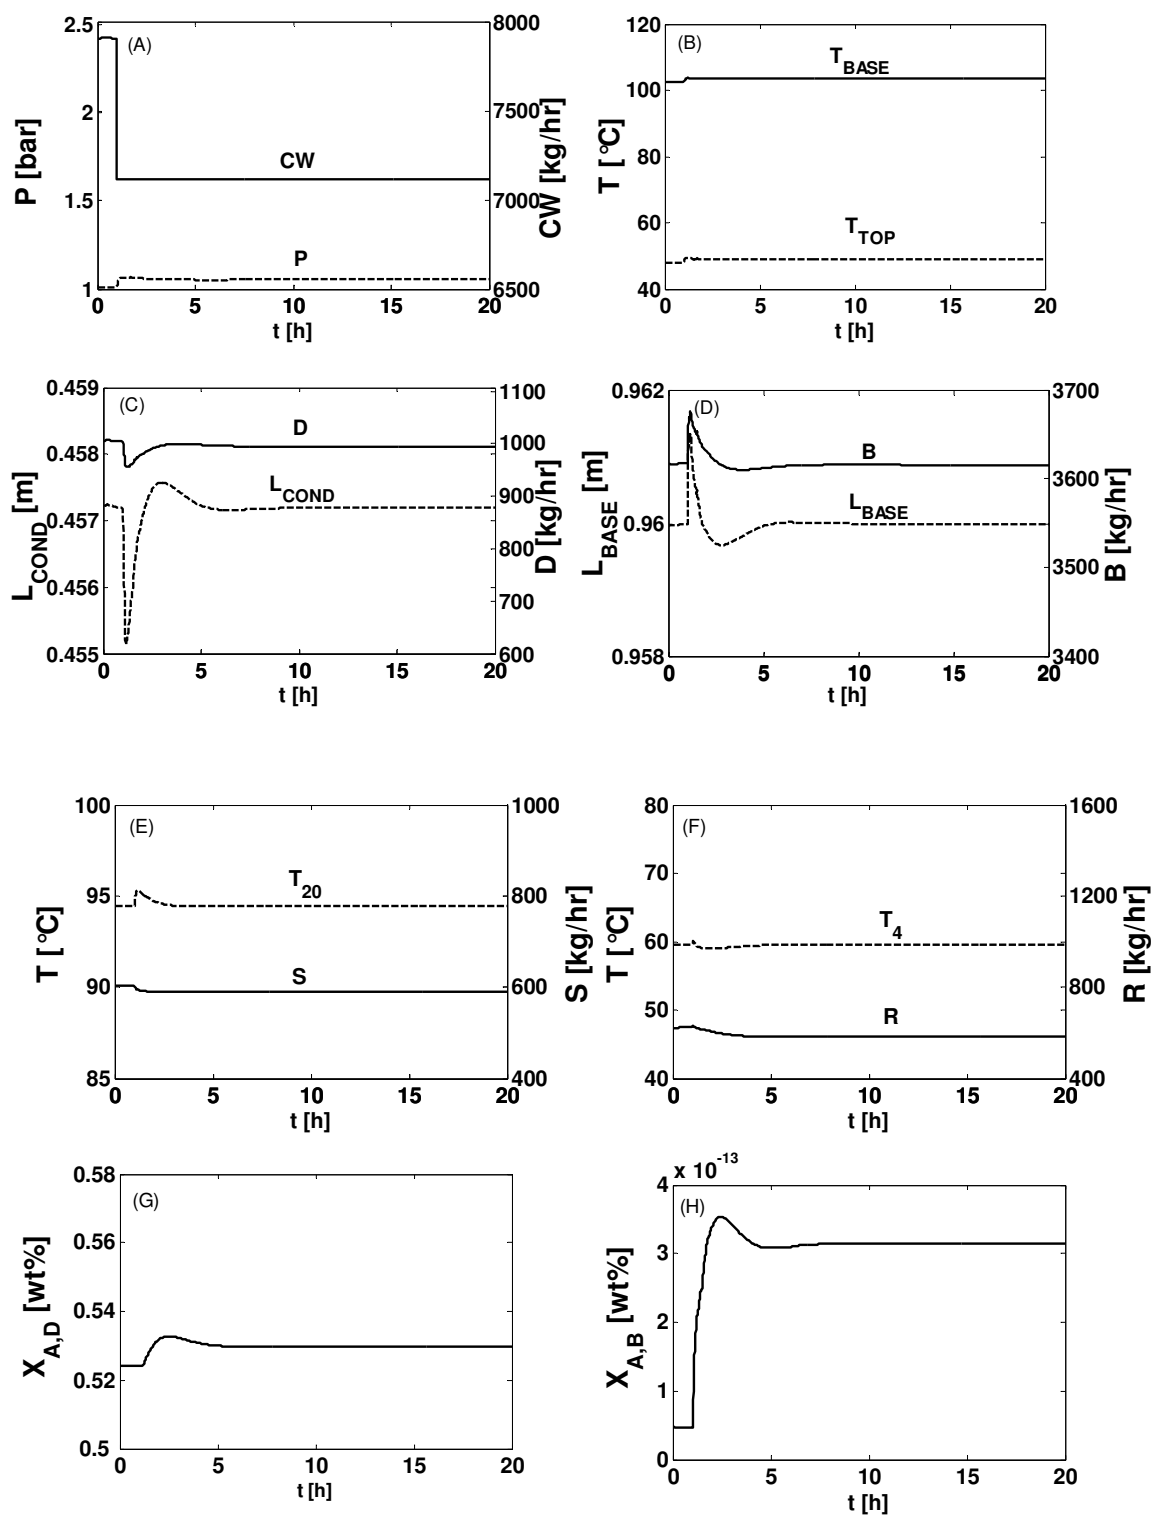 (A)
2.5
2
1.5
1
P [bar]
8000
7500
7000
6500
CW [kg/hr]
CW
P
0 5 10 15 20
t [h]
(B)
120
100
80
60
40
T [°C]
T_BASE
T_TOP
0 5 10 15 20
t [h]
(C)
0.459
0.458
0.457
0.456
0.455
L_COND [m]
1100
1000
900
800
700
600
D [kg/hr]
D
L_COND
0 5 10 15 20
t [h]
(D)
0.962
0.96
0.958
L_BASE [m]
3700
3600
3500
3400
B [kg/hr]
B
L_BASE
0 5 10 15 20
t [h]
(E)
100
95
90
85
T [°C]
1000
800
600
400
S [kg/hr]
T_20
S
0 5 10 15 20
t [h]
(F)
80
70
60
50
40
T [°C]
1600
1200
800
400
R [kg/hr]
T_4
R
0 5 10 15 20
t [h]
(G)
0.58
0.56
0.54
0.52
0.5
X_A,D [wt%]
0 5 10 15 20
t [h]
x 10^-13
(H)
4
3
2
1
0
X_A,B [wt%]
0 5 10 15 20
t [h]